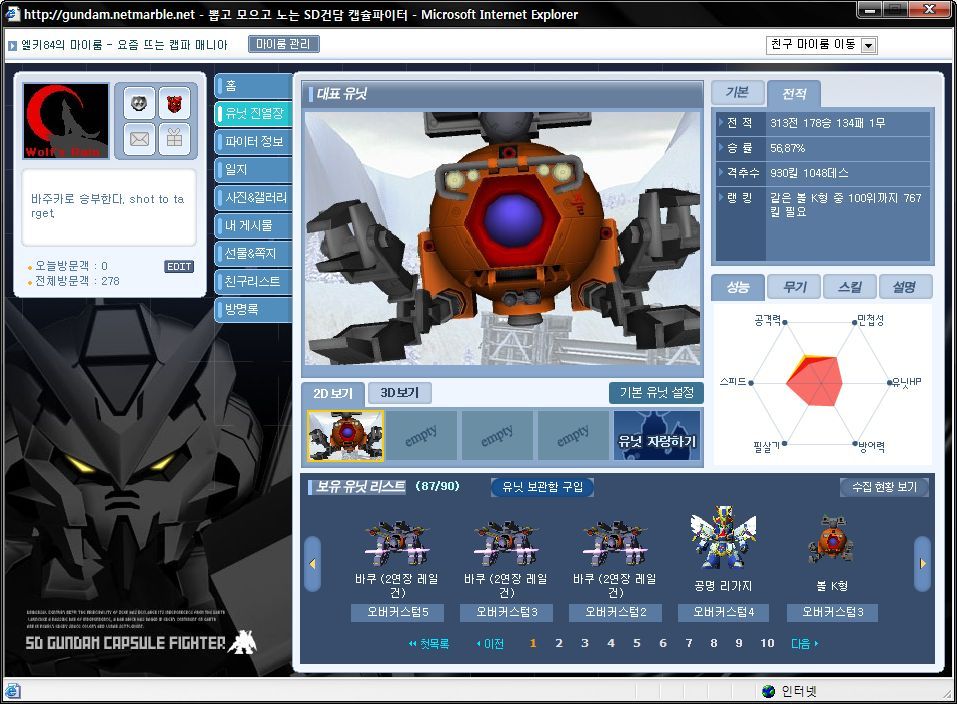 http://gundam.netmarble.net - 뽑고 모으고 노는 SD건담 캡슐파이터 - Microsoft Internet Explorer
엘키84의 마이룸 - 요즘 뜨는 캡파 매니아
마이룸 관리
친구 마이룸 이동
Wolf's Rain
바주카로 승부한다. shot to ta
rget.
오늘방문객 : 0
EDIT
전체방문객 : 278
홈
유닛 진열장
파이터 정보
일지
사진&갤러리
내 게시물
선물&쪽지
친구리스트
방명록
대표 유닛
2D 보기
3D 보기
기본 유닛 설정
empty
empty
empty
유닛 자랑하기
기본
전적
전 적 313전 178승 134패 1무
승 률 56.87%
격추수 930킬 1048데스
랭 킹 같은 볼 K형 중 100위까지 767
킬 필요
성능
무기
스킬
설명
공격력
민첩성
스피드
유닛HP
필살기
방어력
보유 유닛 리스트 (87/90)
유닛 보관함 구입
수집 현황 보기
바쿠 (2연장 레일
건)
오버커스텀5
바쿠 (2연장 레일
건)
오버커스텀3
바쿠 (2연장 레일
건)
오버커스텀2
공명 리가지
오버커스텀4
볼 K형
오버커스텀3
첫목록 이전 1 2 3 4 5 6 7 8 9 10 다음
SD GUNDAM CAPSULE FIGHTER
인터넷